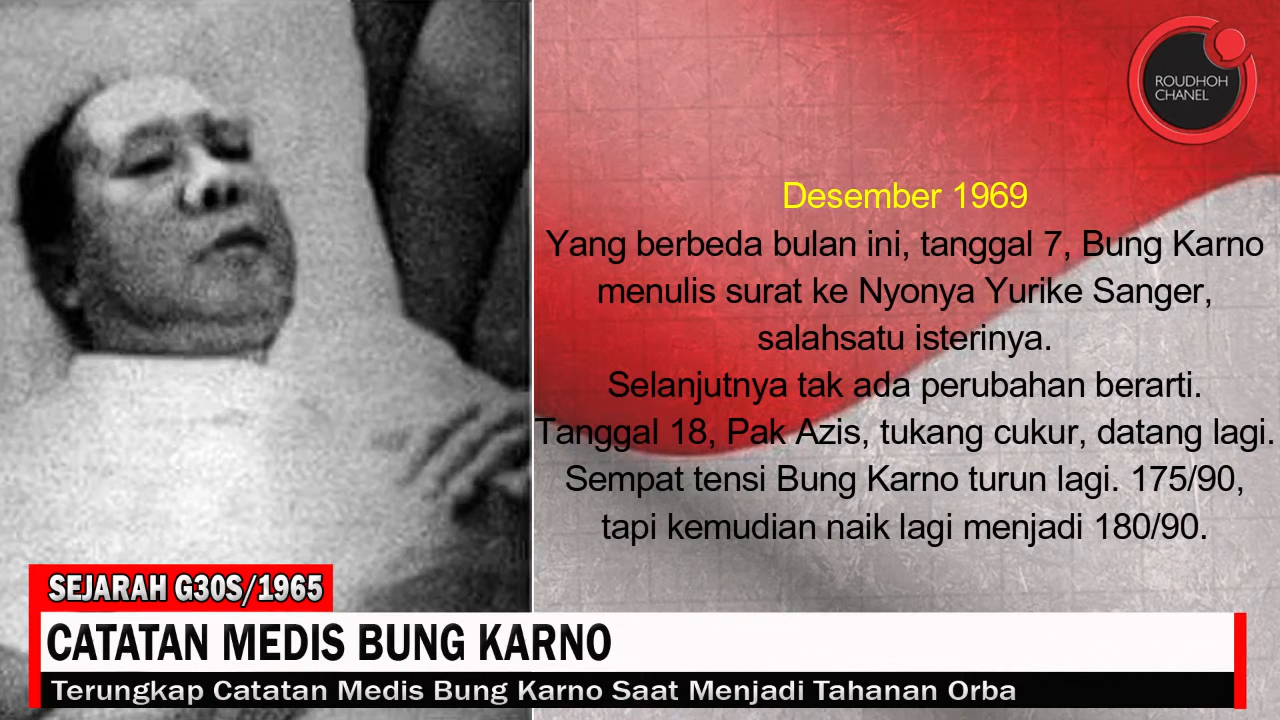 ROUDHOH
CHANEL
Desember 1969
Yang berbeda bulan ini, tanggal 7, Bung Karno
menulis surat ke Nyonya Yurike Sanger,
salahsatu isterinya.
Selanjutnya tak ada perubahan berarti.
Tanggal 18, Pak Azis, tukang cukur, datang lagi.
Sempat tensi Bung Karno turun lagi. 175/90,
tapi kemudian naik lagi menjadi 180/90.
SEJARAH G30S/1965
CATATAN MEDIS BUNG KARNO
Terungkap Catatan Medis Bung Karno Saat Menjadi Tahanan Orba